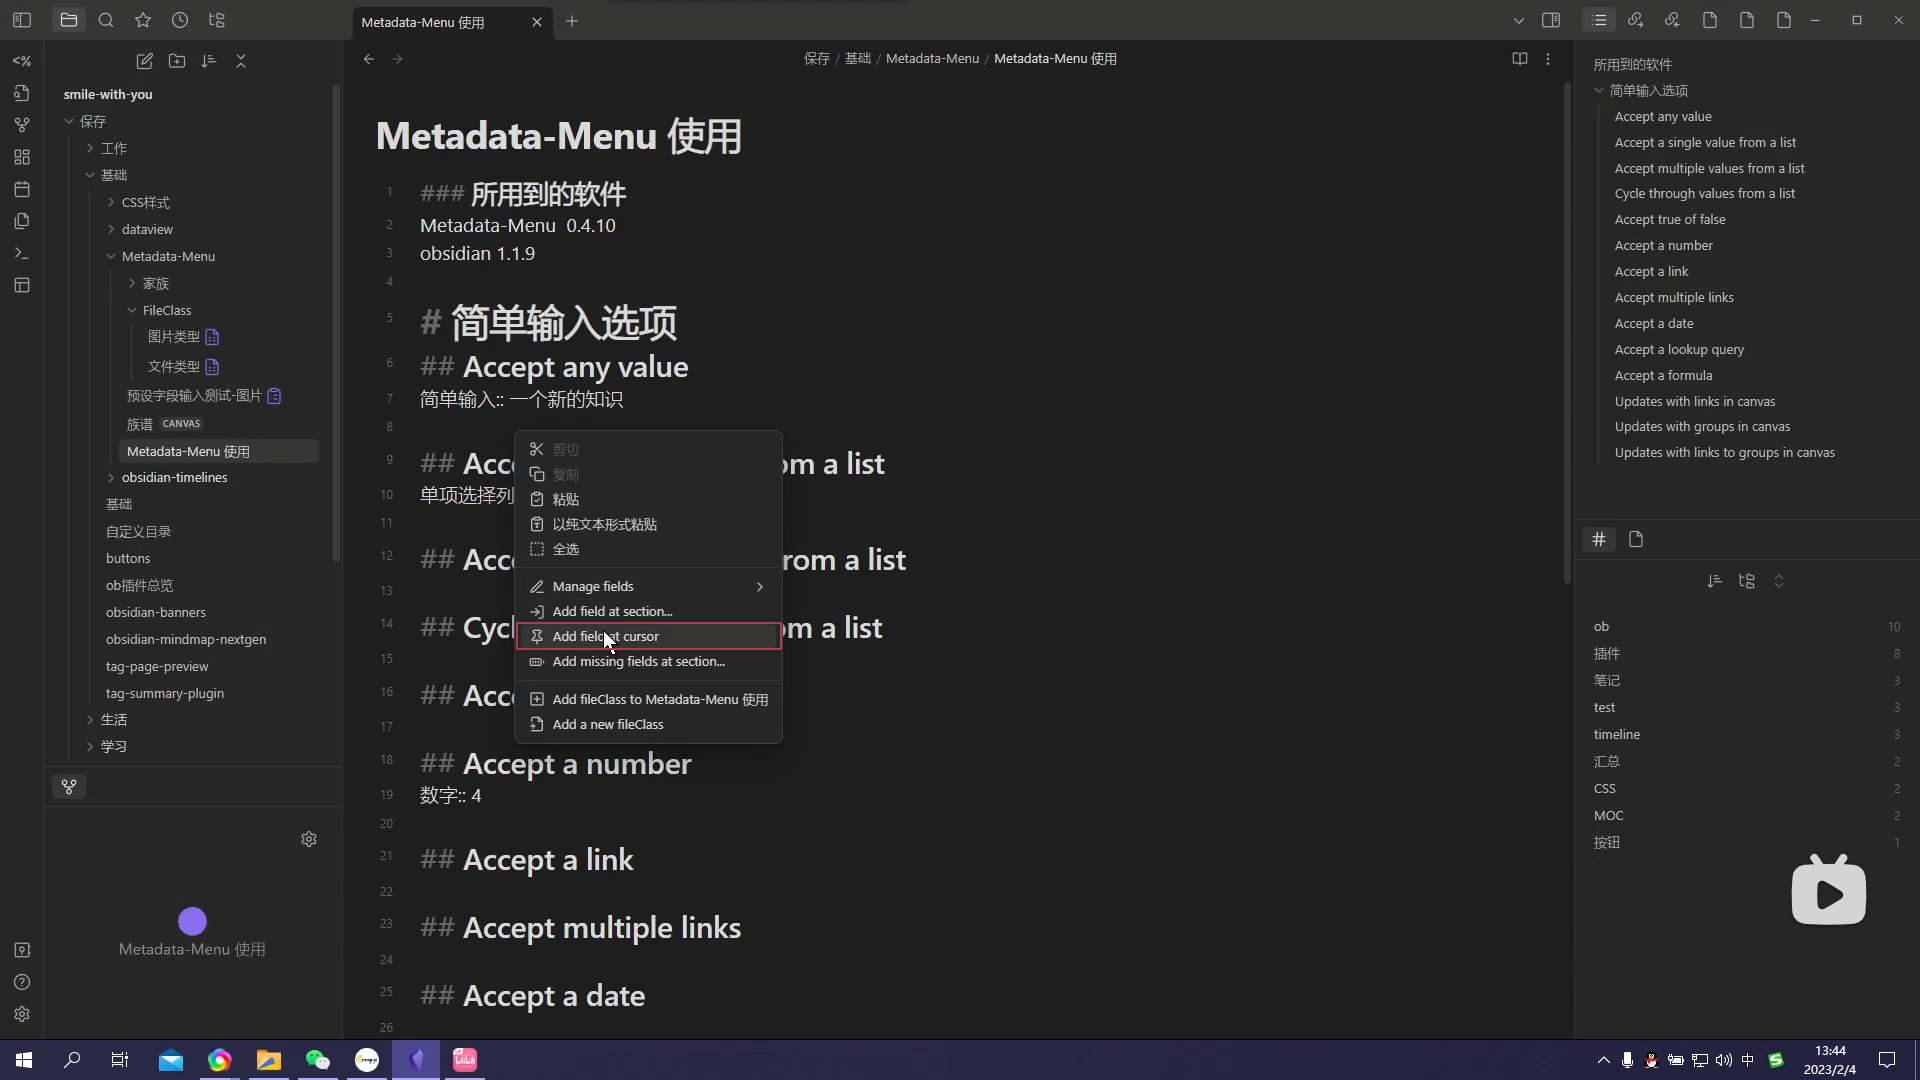 Metadata-Menu 使用
保存 / 基础 / Metadata-Menu / Metadata-Menu 使用
smile-with-you
保存
工作
基础
CSS样式
dataview
Metadata-Menu
家族
FileClass
图片类型
文件类型
预设字段输入测试-图片
族谱 CANVAS
Metadata-Menu 使用
obsidian-timelines
基础
自定义目录
buttons
ob插件总览
obsidian-banners
obsidian-mindmap-nextgen
tag-page-preview
tag-summary-plugin
生活
学习
Metadata-Menu 使用
Metadata-Menu 使用
1 ### 所用到的软件
2 Metadata-Menu 0.4.10
3 obsidian 1.1.9
4
5 # 简单输入选项
6 ## Accept any value
7 简单输入:: 一个新的知识
8
9 ## Acc om a list
10 单项选择列
11
12 ## Acc rom a list
13
14 ## Cycl om a list
15
16 ## Acc
17
18 ## Accept a number
19 数字:: 4
20
21 ## Accept a link
22
23 ## Accept multiple links
24
25 ## Accept a date
26
剪切
复制
粘贴
以纯文本形式粘贴
全选
Manage fields
Add field at section...
Add field at cursor
Add missing fields at section...
Add fileClass to Metadata-Menu 使用
Add a new fileClass
所用到的软件
简单输入选项
Accept any value
Accept a single value from a list
Accept multiple values from a list
Cycle through values from a list
Accept true of false
Accept a number
Accept a link
Accept multiple links
Accept a date
Accept a lookup query
Accept a formula
Updates with links in canvas
Updates with groups in canvas
Updates with links to groups in canvas
ob 10
插件 8
笔记 3
test 3
timeline 3
汇总 2
CSS 2
MOC 2
按钮 1
bilibili
中
13:44
2023/2/4